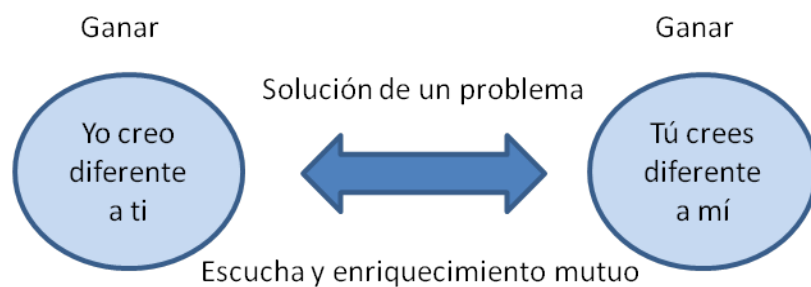 Ganar
Ganar
Solución de un problema
Yo creo
diferente
a ti
Tú crees
diferente
a mí
Escucha y enriquecimiento mutuo